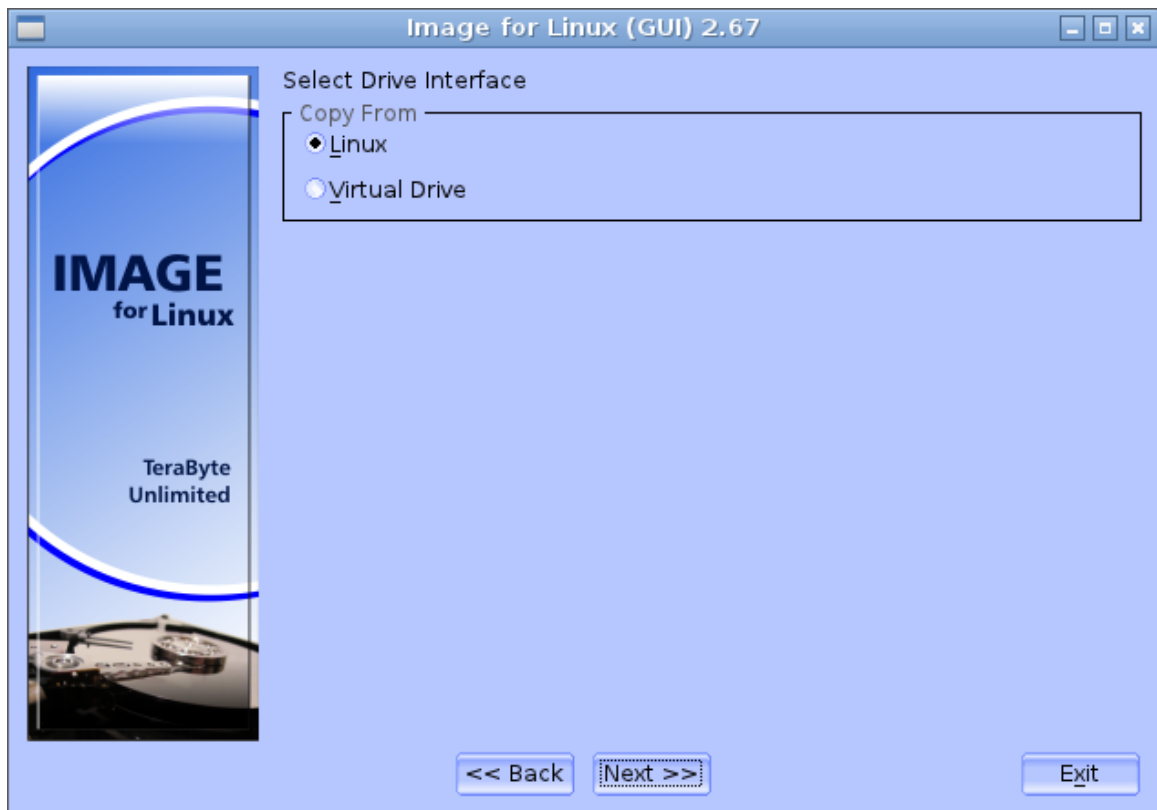 Image for Linux (GUI) 2.67
Select Drive Interface
Copy From
Linux
Virtual Drive
IMAGE
for Linux
TeraByte
Unlimited
<< Back
Next >>
Exit